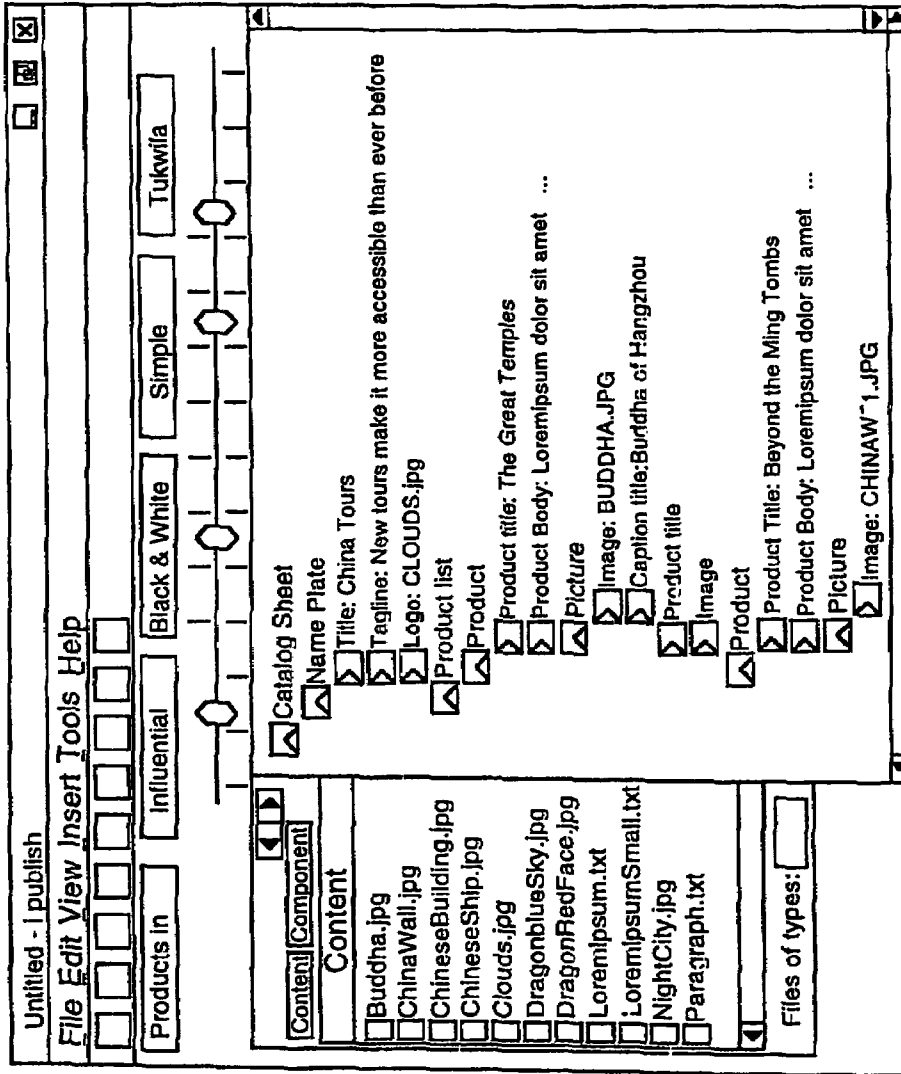 Untitled - I publish
File Edit View Insert Tools Help
Products in
Influential
Black & White
Simple
Tukwila
Content
Component
Content
Buddha.jpg
ChinaWall.jpg
ChineseBuilding.jpg
ChineseShip.jpg
Clouds.jpg
DragonblueSky.jpg
DragonRedFace.jpg
LoremIpsum.txt
LoremIpsumSmall.txt
NightCity.jpg
Paragraph.txt
Files of types:
Catalog Sheet
Name Plate
Title: China Tours
Tagline: New tours make it more accessible than ever before
Logo: CLOUDS.jpg
Product list
Product
Product title: The Great Temples
Product Body: Loremipsum dolor sit amet ...
Picture
Image: BUDDHA.JPG
Caption title:Buddha of Hangzhou
Product title
Image
Product
Product Title: Beyond the Ming Tombs
Product Body: Loremipsum dolor sit amet ...
Picture
Image: CHINAW~1.JPG